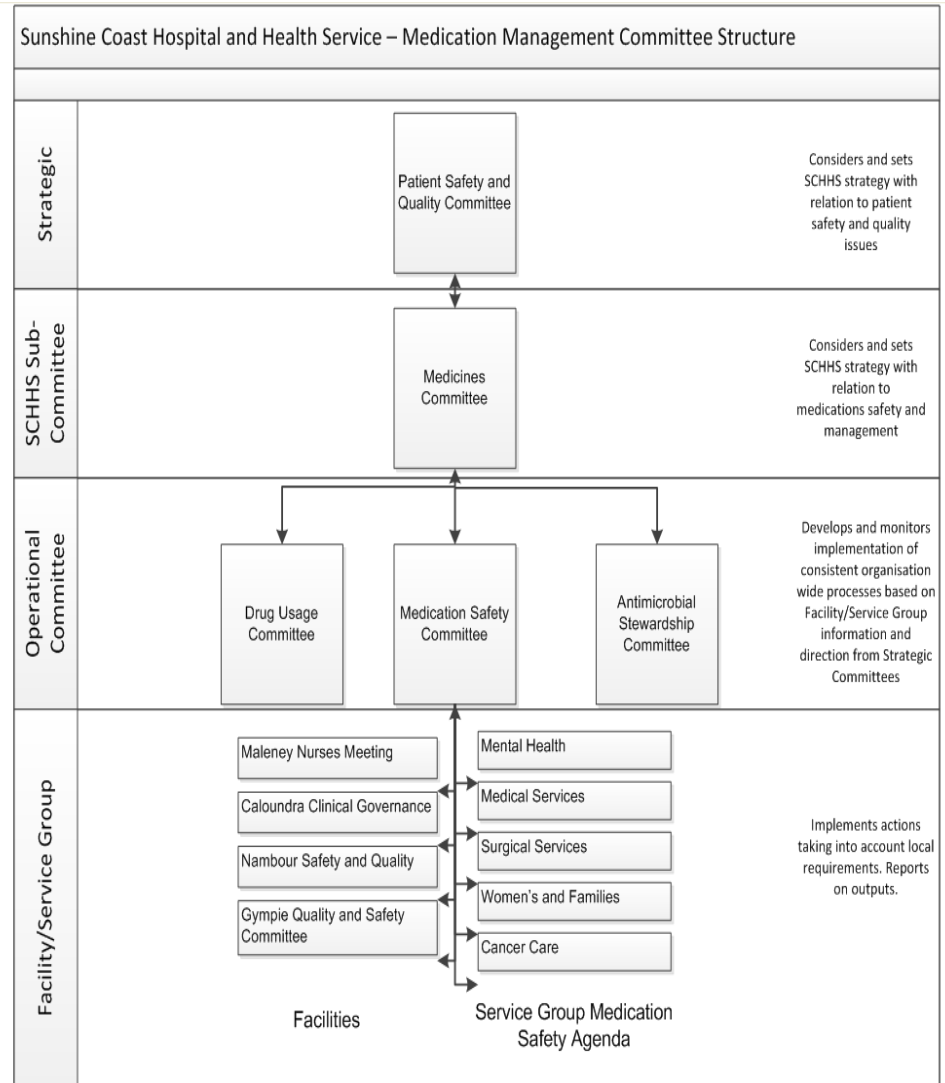 Sunshine Coast Hospital and Health Service – Medication Management Committee Structure
Strategic
Patient Safety and
Quality Committee
Considers and sets
SCHHS strategy with
relation to patient
safety and quality
issues
SCHHS Sub-
Committee
Medicines
Committee
Considers and sets
SCHHS strategy with
relation to
medications safety and
management
Operational
Committee
Drug Usage
Committee
Medication Safety
Committee
Antimicrobial
Stewardship
Committee
Develops and monitors
implementation of
consistent organisation
wide processes based on
Facility/Service Group
information and
direction from Strategic
Committees
Facility/Service Group
Maleney Nurses Meeting
Caloundra Clinical Governance
Nambour Safety and Quality
Gympie Quality and Safety
Committee
Facilities
Mental Health
Medical Services
Surgical Services
Women's and Families
Cancer Care
Service Group Medication
Safety Agenda
Implements actions
taking into account local
requirements. Reports
on outputs.